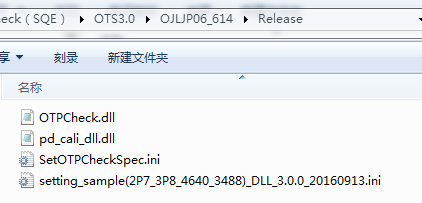 heck (SQE) ▸ OTS3.0 ▸ OJLJP06_614 ▸ Release
享 ▼ 刻录 新建文件夹
名称
OTPCheck.dll
pd_cali_dll.dll
SetOTPCheckSpec.ini
setting_sample(2P7_3P8_4640_3488)_DLL_3.0.0_20160913.ini